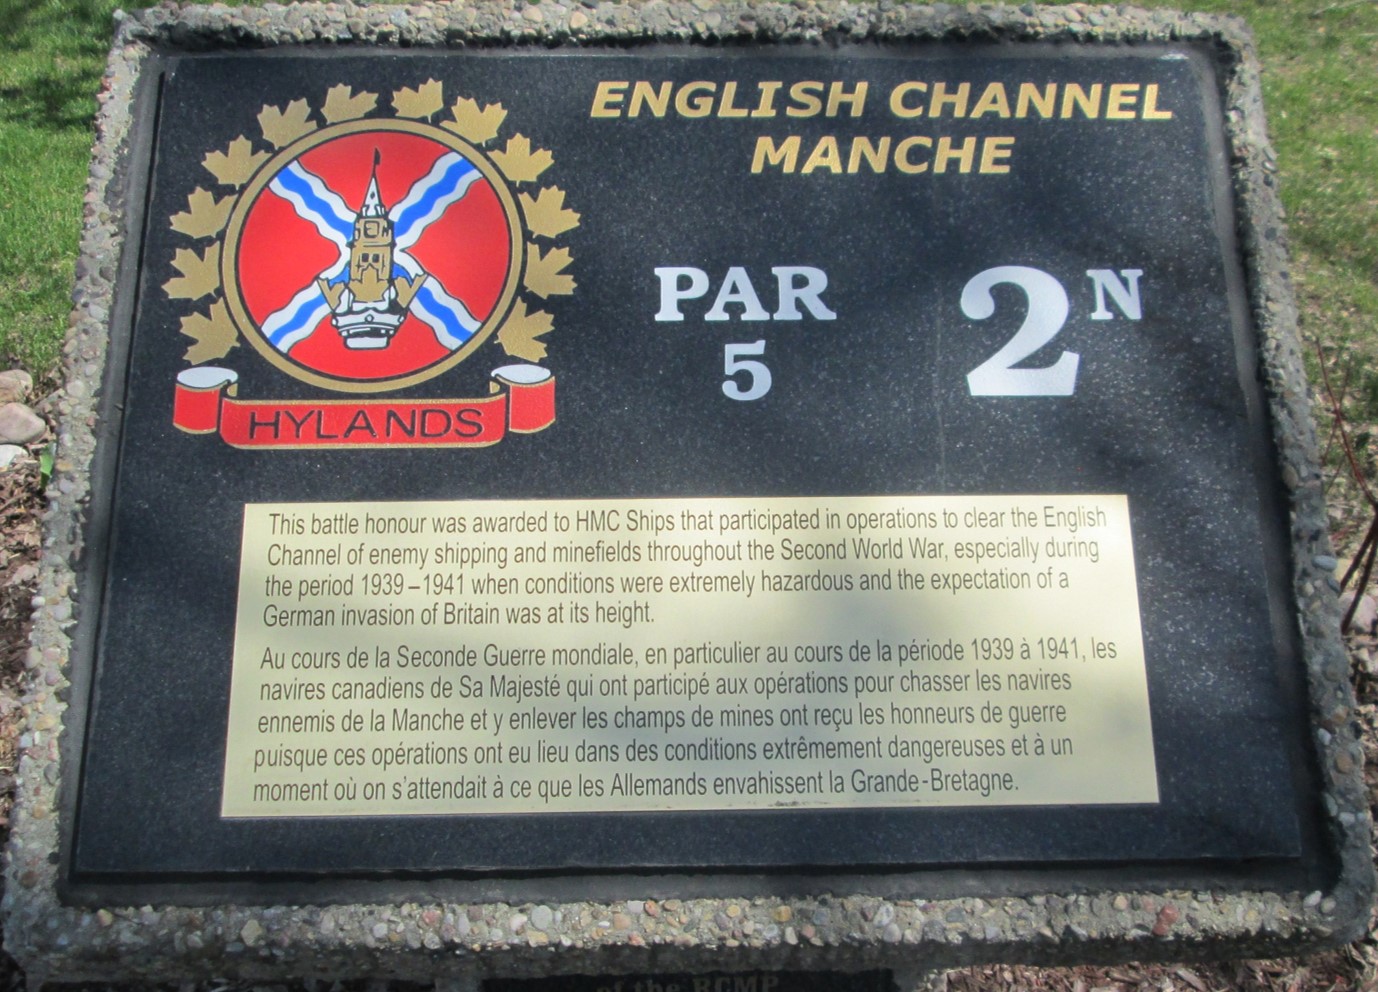 ENGLISH CHANNEL
MANCHE
PAR
5
2N
HYLANDS
This battle honour was awarded to HMC Ships that participated in operations to clear the English
Channel of enemy shipping and minefields throughout the Second World War, especially during
the period 1939–1941 when conditions were extremely hazardous and the expectation of a
German invasion of Britain was at its height.
Au cours de la Seconde Guerre mondiale, en particulier au cours de la période 1939 à 1941, les
navires canadiens de Sa Majesté qui ont participé aux opérations pour chasser les navires
ennemis de la Manche et y enlever les champs de mines ont reçu les honneurs de guerre
puisque ces opérations ont eu lieu dans des conditions extrêmement dangereuses et à un
moment où on s'attendait à ce que les Allemands envahissent la Grande-Bretagne.
of the RCMP